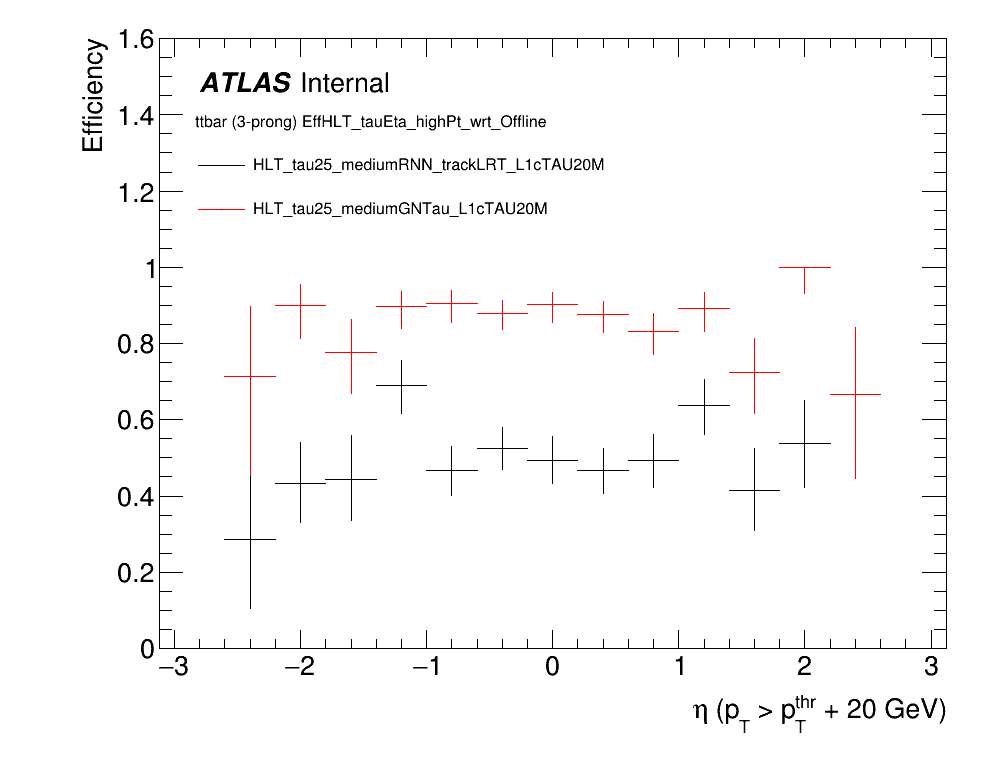 Efficiency
1.6
1.4
1.2
1
0.8
0.6
0.4
0.2
0
ATLAS Internal
ttbar (3-prong) EffHLT_tauEta_highPt_wrt_Offline
HLT_tau25_mediumRNN_trackLRT_L1cTAU20M
HLT_tau25_mediumGNTau_L1cTAU20M
−3 −2 −1 0 1 2 3
η (p_T > p_T^thr + 20 GeV)